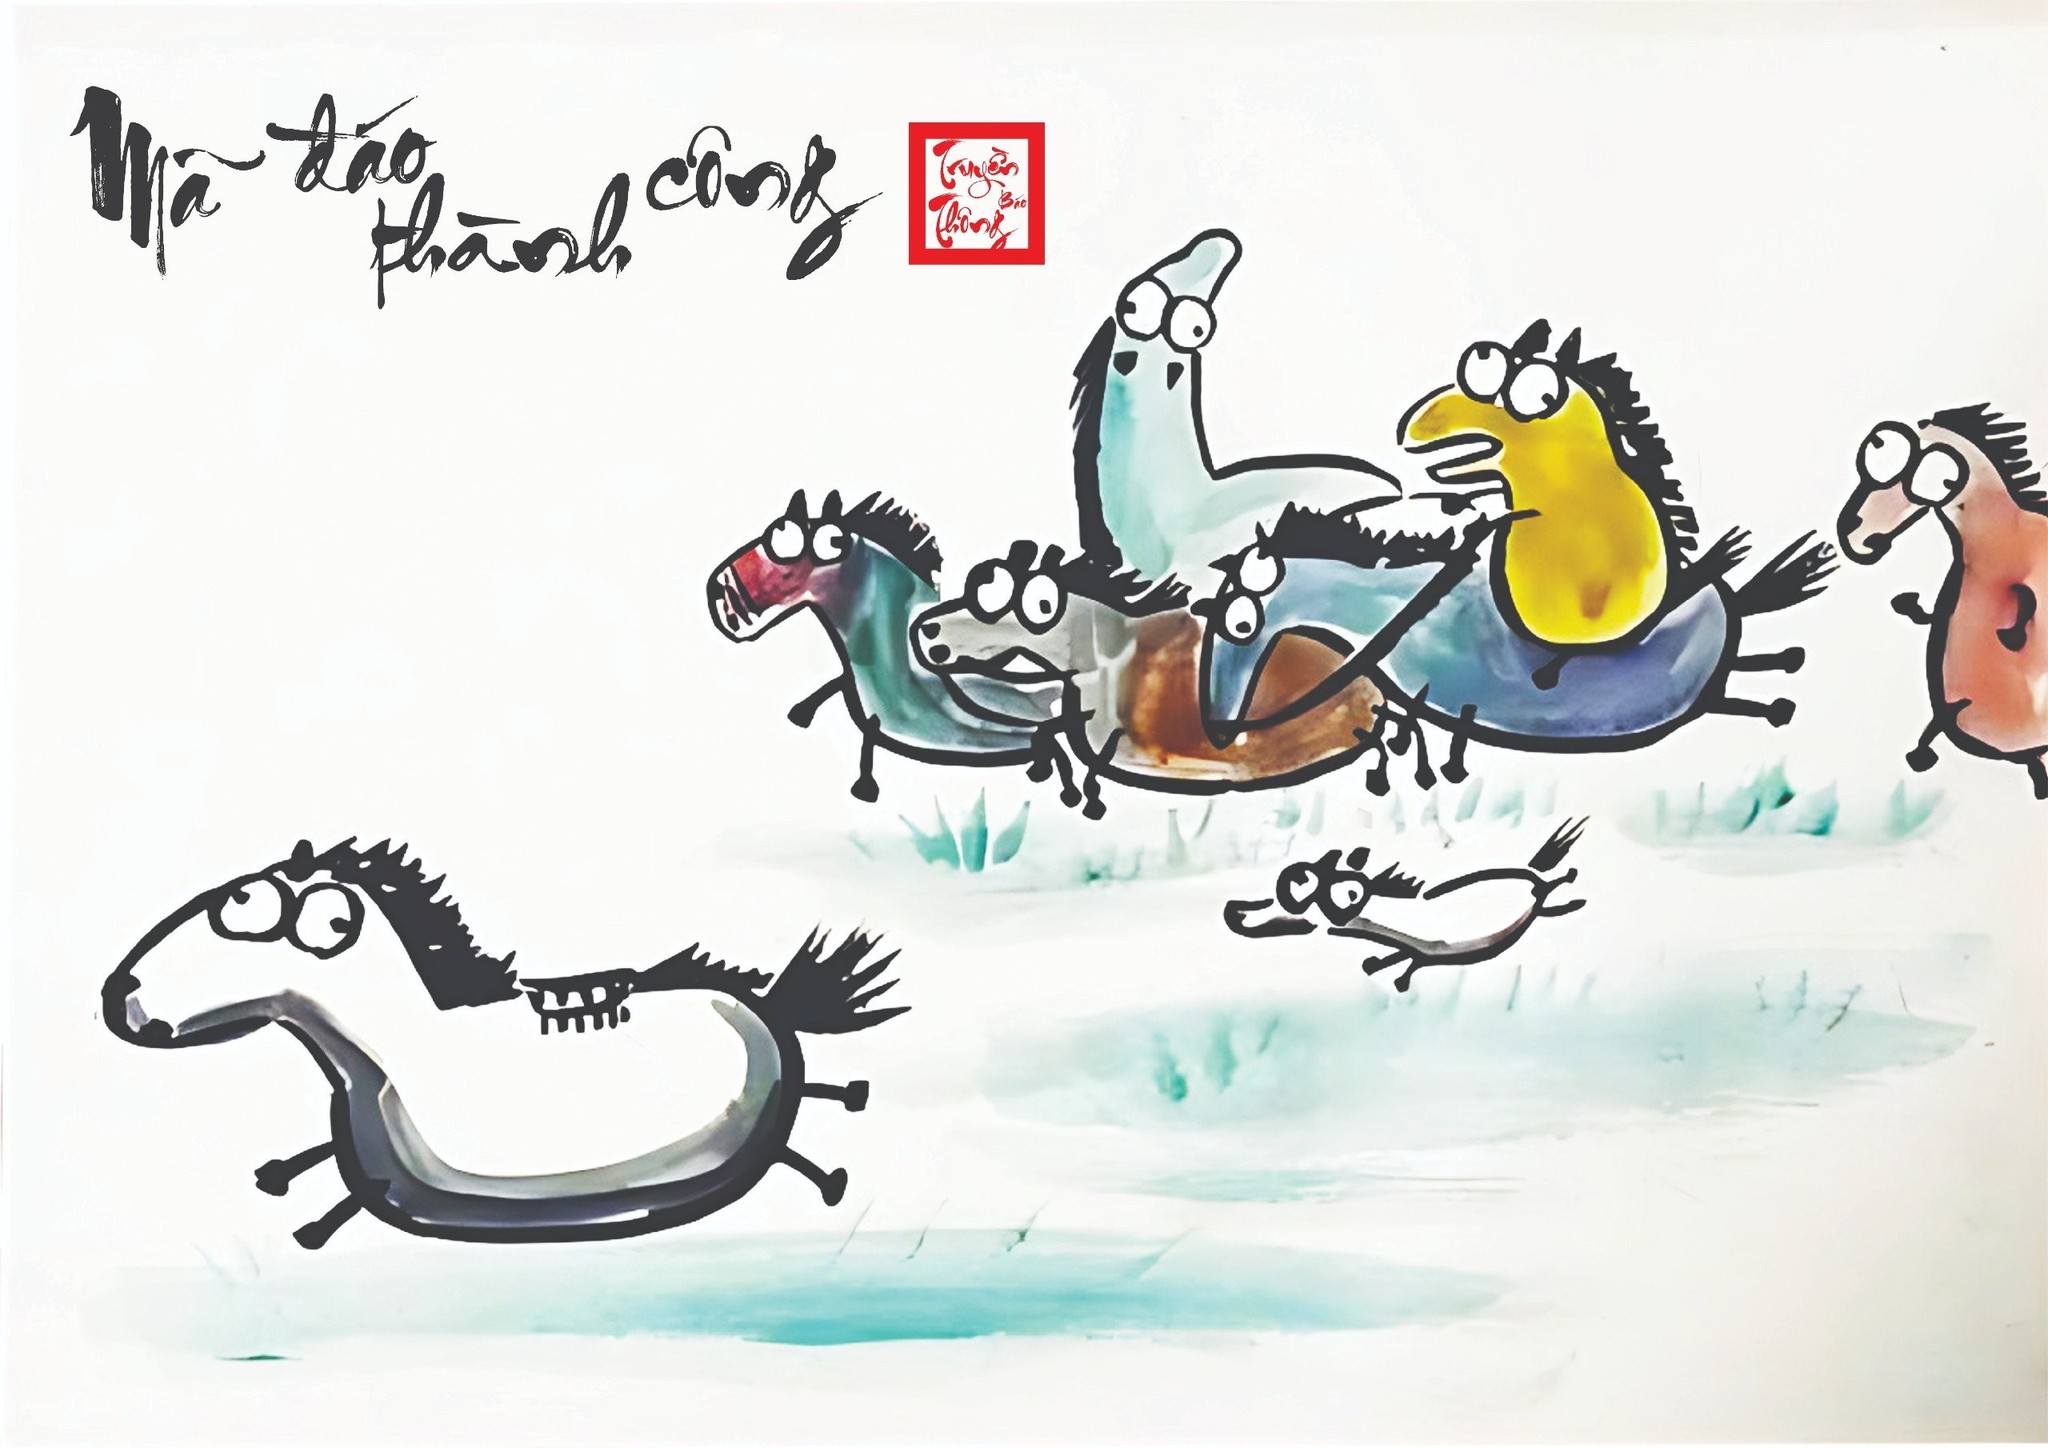 Mã đáo
thành công
Truyền
Báo
Thông